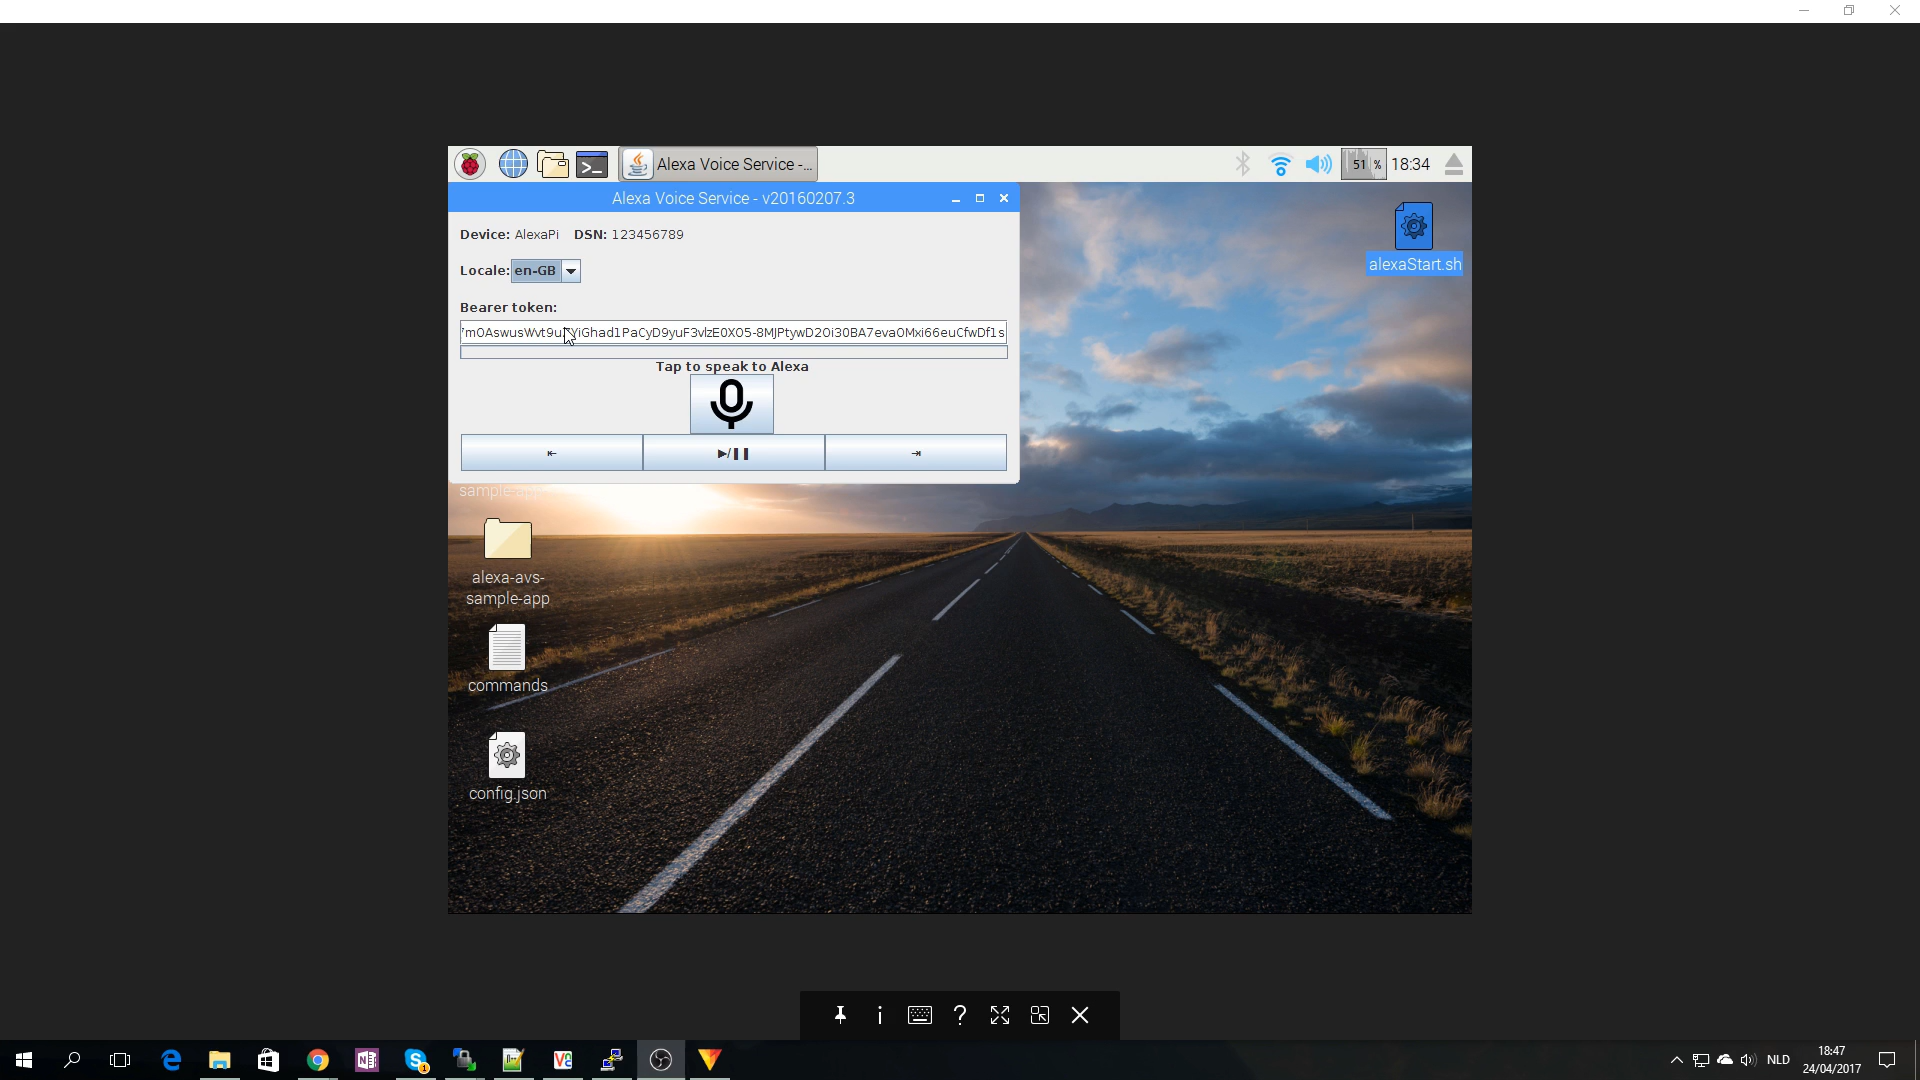 Alexa Voice Service -...
51 %
18:34
Alexa Voice Service - v20160207.3
Device: AlexaPi DSN: 123456789
Locale: en-GB
Bearer token:
Tap to speak to Alexa
▶/❚❚
alexaStart.sh
alexa-avs-
sample-app
commands
config.json
NLD
18:47
24/04/2017